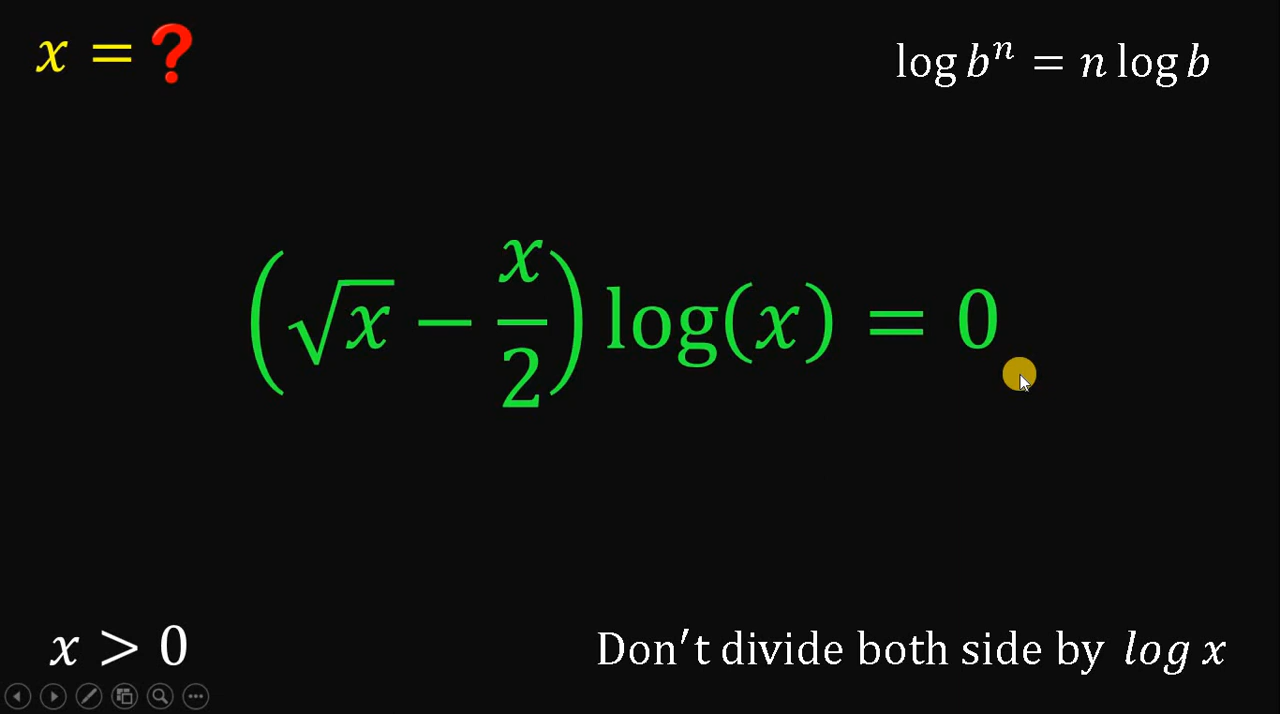 x = ❓
log bⁿ = n log b
(√x − x/2) log(x) = 0
x > 0
Don't divide both side by log x